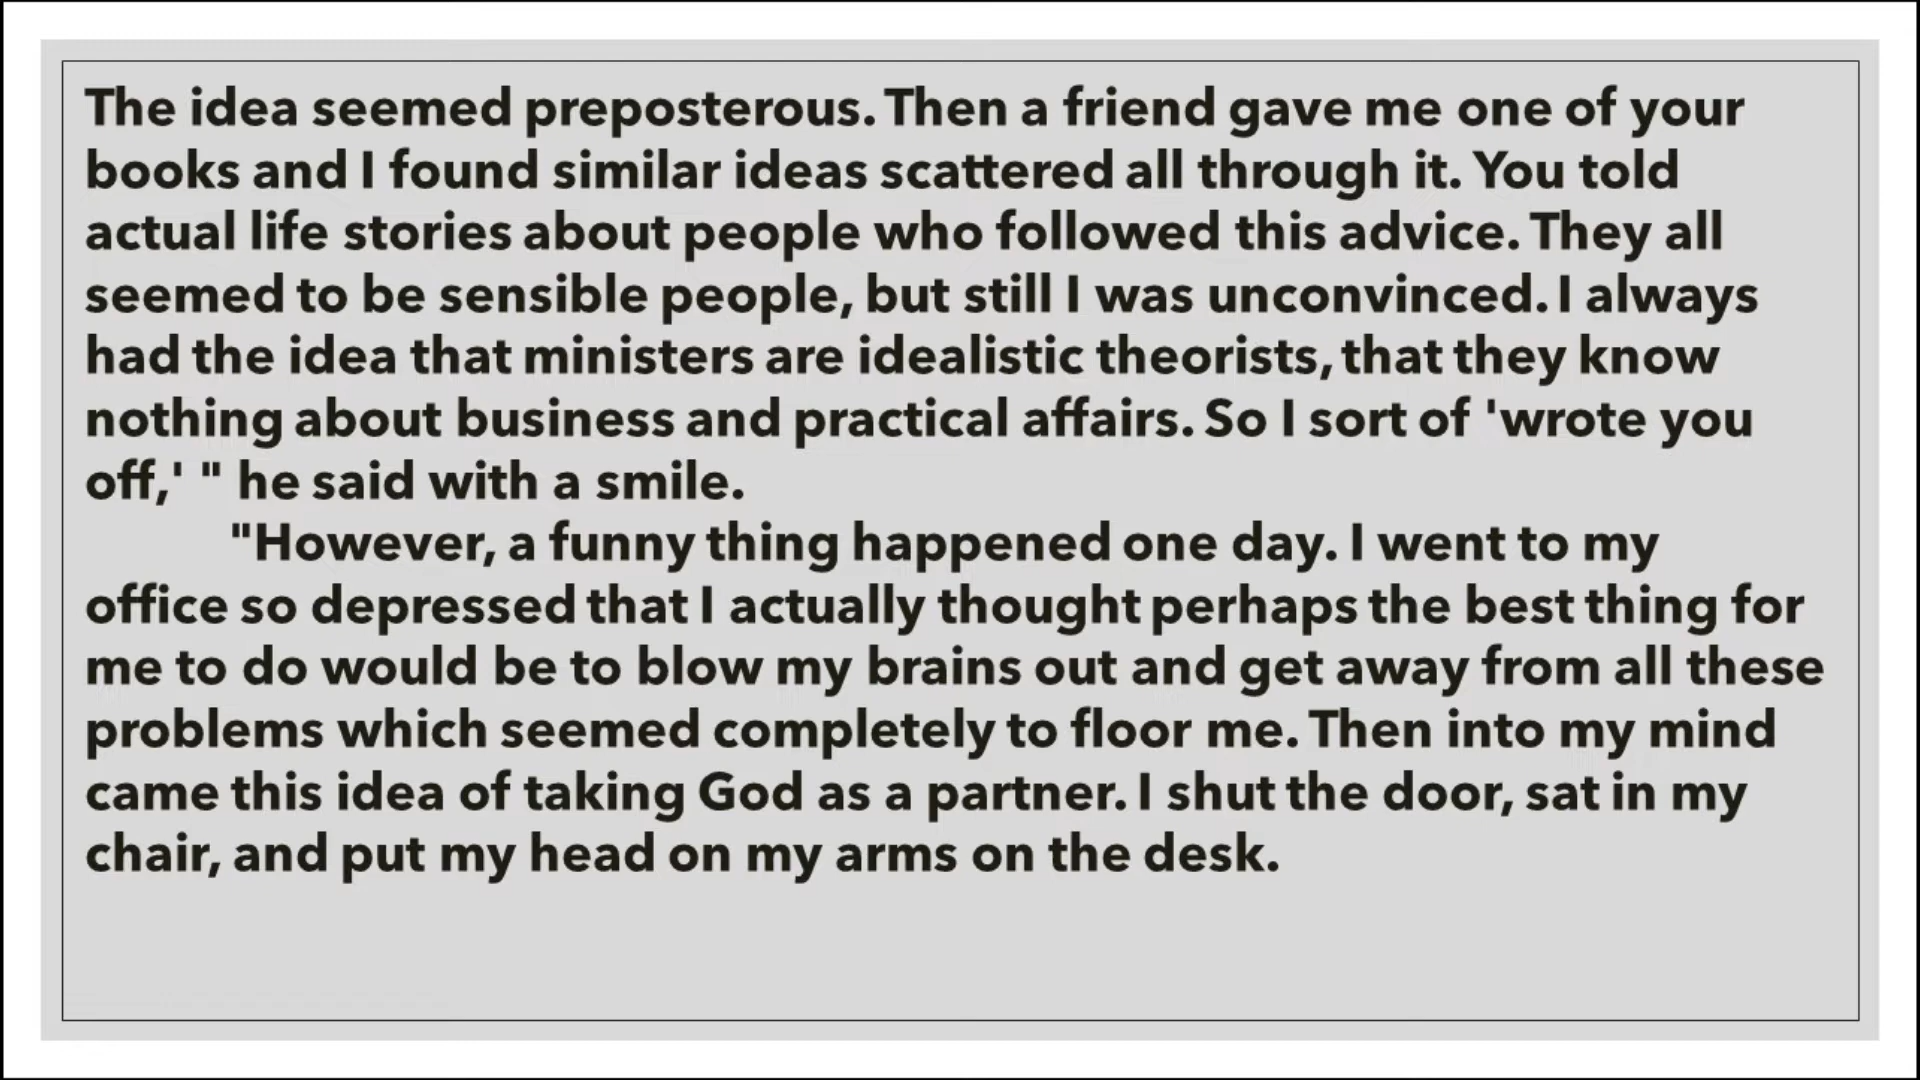 The idea seemed preposterous. Then a friend gave me one of your
books and I found similar ideas scattered all through it. You told
actual life stories about people who followed this advice. They all
seemed to be sensible people, but still I was unconvinced. I always
had the idea that ministers are idealistic theorists, that they know
nothing about business and practical affairs. So I sort of 'wrote you
off,' " he said with a smile.
"However, a funny thing happened one day. I went to my
office so depressed that I actually thought perhaps the best thing for
me to do would be to blow my brains out and get away from all these
problems which seemed completely to floor me. Then into my mind
came this idea of taking God as a partner. I shut the door, sat in my
chair, and put my head on my arms on the desk.